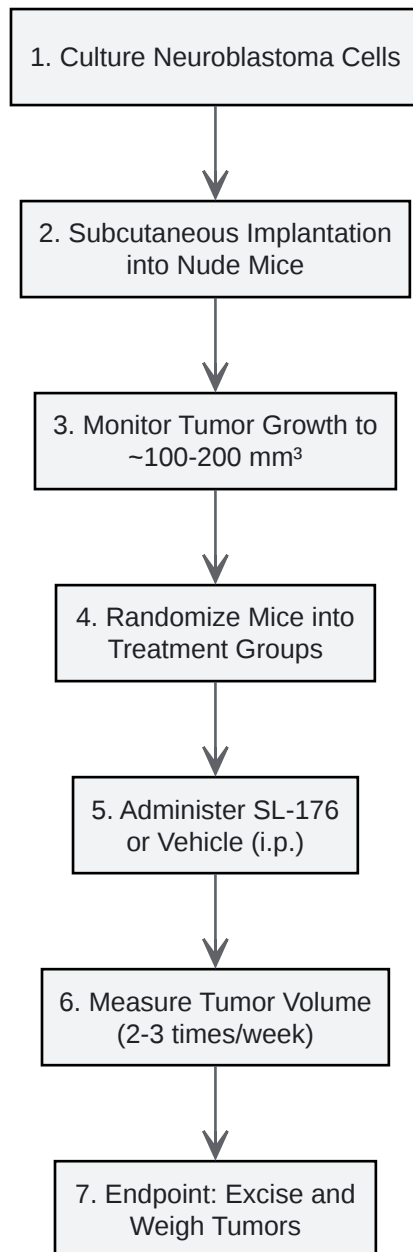 1. Culture Neuroblastoma Cells
2. Subcutaneous Implantation
into Nude Mice
3. Monitor Tumor Growth to
~100-200 mm³
4. Randomize Mice into
Treatment Groups
5. Administer SL-176
or Vehicle (i.p.)
6. Measure Tumor Volume
(2-3 times/week)
7. Endpoint: Excise and
Weigh Tumors